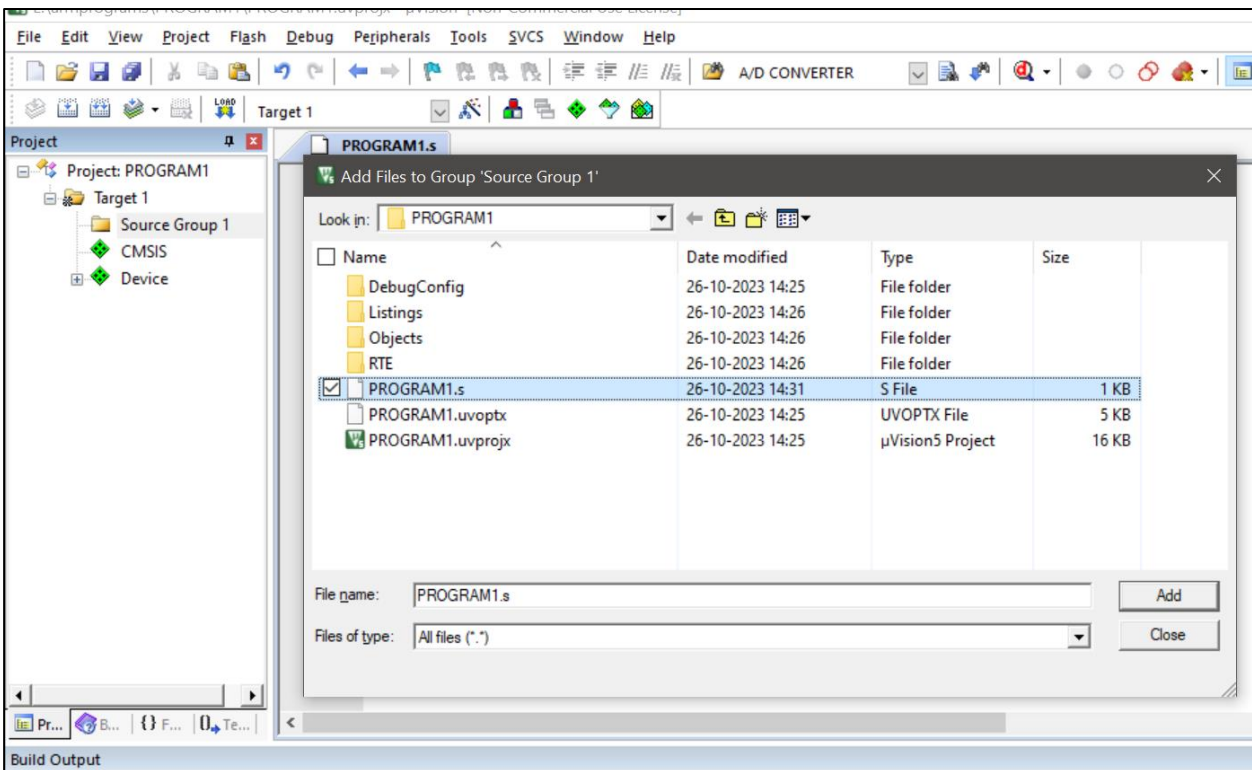 File Edit View Project Flash Debug Peripherals Tools SVCS Window Help
A/D CONVERTER
LOAD Target 1
Project
PROGRAM1.s
Project: PROGRAM1
Target 1
Source Group 1
CMSIS
Device
Add Files to Group 'Source Group 1'
Look in: PROGRAM1
Name Date modified Type Size
DebugConfig 26-10-2023 14:25 File folder
Listings 26-10-2023 14:26 File folder
Objects 26-10-2023 14:26 File folder
RTE 26-10-2023 14:26 File folder
PROGRAM1.s 26-10-2023 14:31 S File 1 KB
PROGRAM1.uvoptx 26-10-2023 14:25 UVOPTX File 5 KB
PROGRAM1.uvprojx 26-10-2023 14:25 µVision5 Project 16 KB
File name: PROGRAM1.s Add
Files of type: All files (*.*) Close
Pr... B... {} F... 0 Te...
Build Output